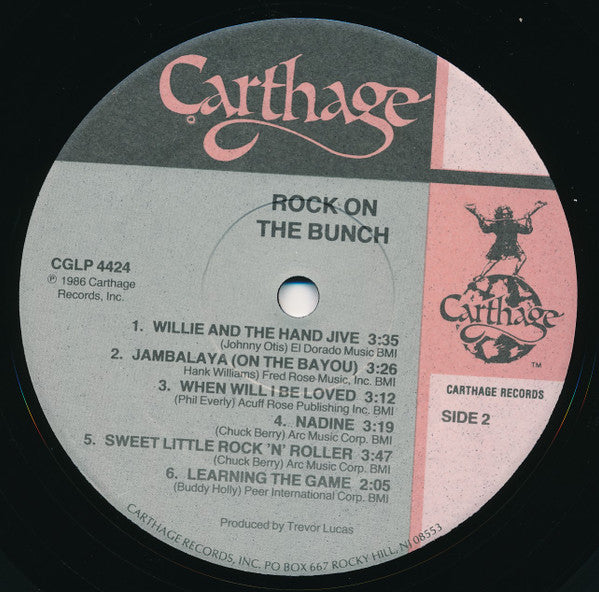 Carthage
ROCK ON
THE BUNCH
CGLP 4424
℗ 1986 Carthage
Records, Inc.
Carthage
TM
CARTHAGE RECORDS
SIDE 2
1. WILLIE AND THE HAND JIVE 3:35
(Johnny Otis) El Dorado Music BMI
2. JAMBALAYA (ON THE BAYOU) 3:26
Hank Williams) Fred Rose Music, Inc. BMI
3. WHEN WILL I BE LOVED 3:12
(Phil Everly) Acuff Rose Publishing Inc. BMI
4. NADINE 3:19
(Chuck Berry) Arc Music Corp. BMI
5. SWEET LITTLE ROCK 'N' ROLLER 3:47
(Chuck Berry) Arc Music Corp. BMI
6. LEARNING THE GAME 2:05
(Buddy Holly) Peer International Corp. BMI
Produced by Trevor Lucas
CARTHAGE RECORDS, INC. PO BOX 667 ROCKY HILL, NJ 08553